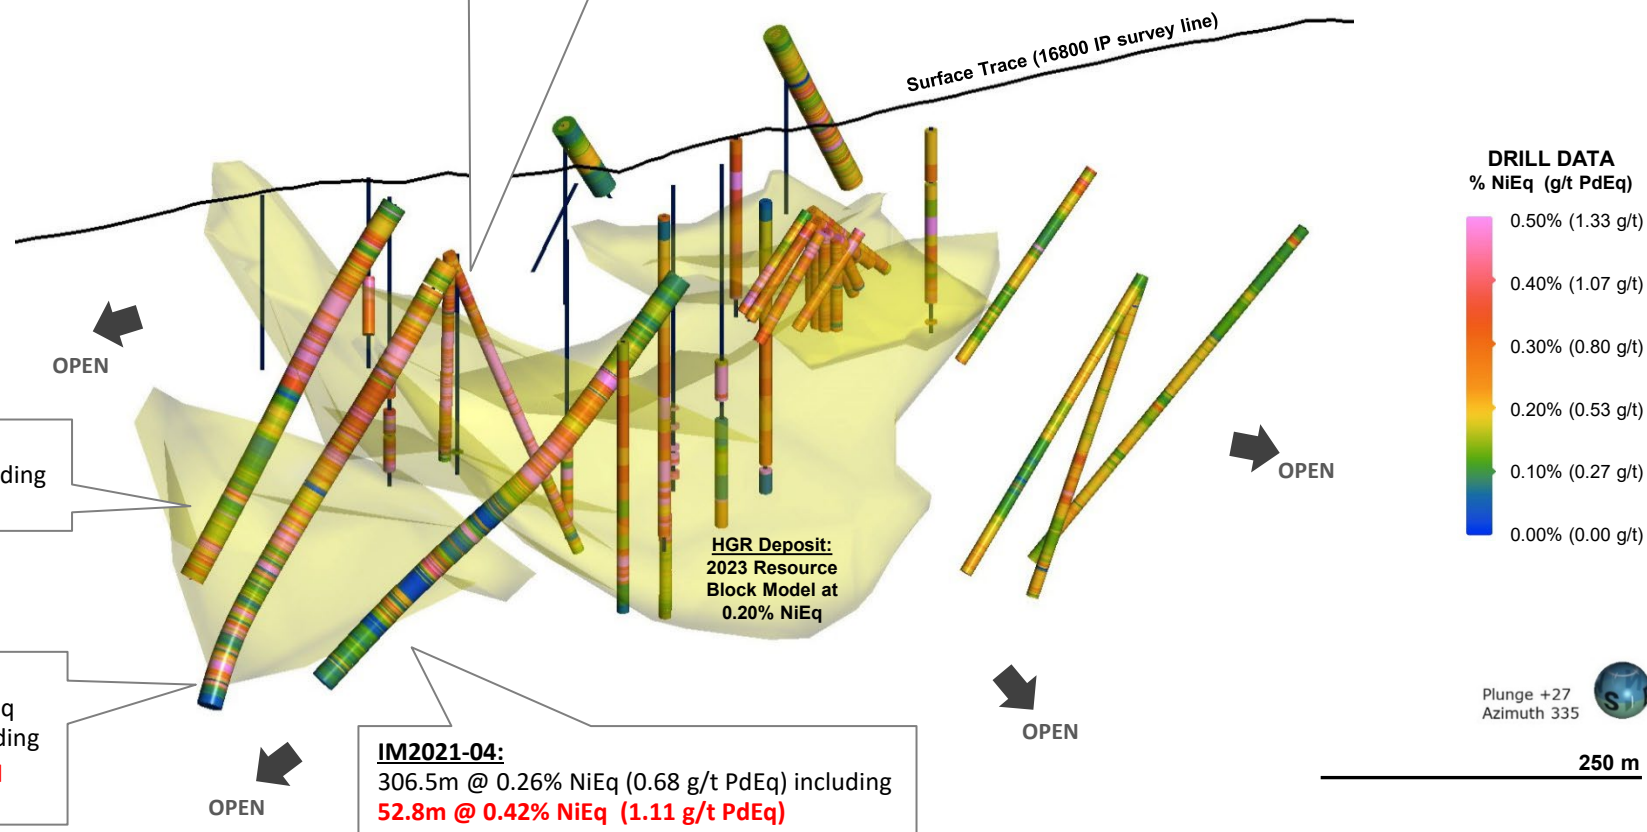 Surface Trace (16800 IP survey line)
DRILL DATA
% NiEq (g/t PdEq)
0.50% (1.33 g/t)
0.40% (1.07 g/t)
0.30% (0.80 g/t)
0.20% (0.53 g/t)
0.10% (0.27 g/t)
0.00% (0.00 g/t)
OPEN
ding
OPEN
HGR Deposit:
2023 Resource
Block Model at
0.20% NiEq
q
ding
OPEN
OPEN
IM2021-04:
306.5m @ 0.26% NiEq (0.68 g/t PdEq) including
52.8m @ 0.42% NiEq (1.11 g/t PdEq)
Plunge +27
Azimuth 335
S
250 m